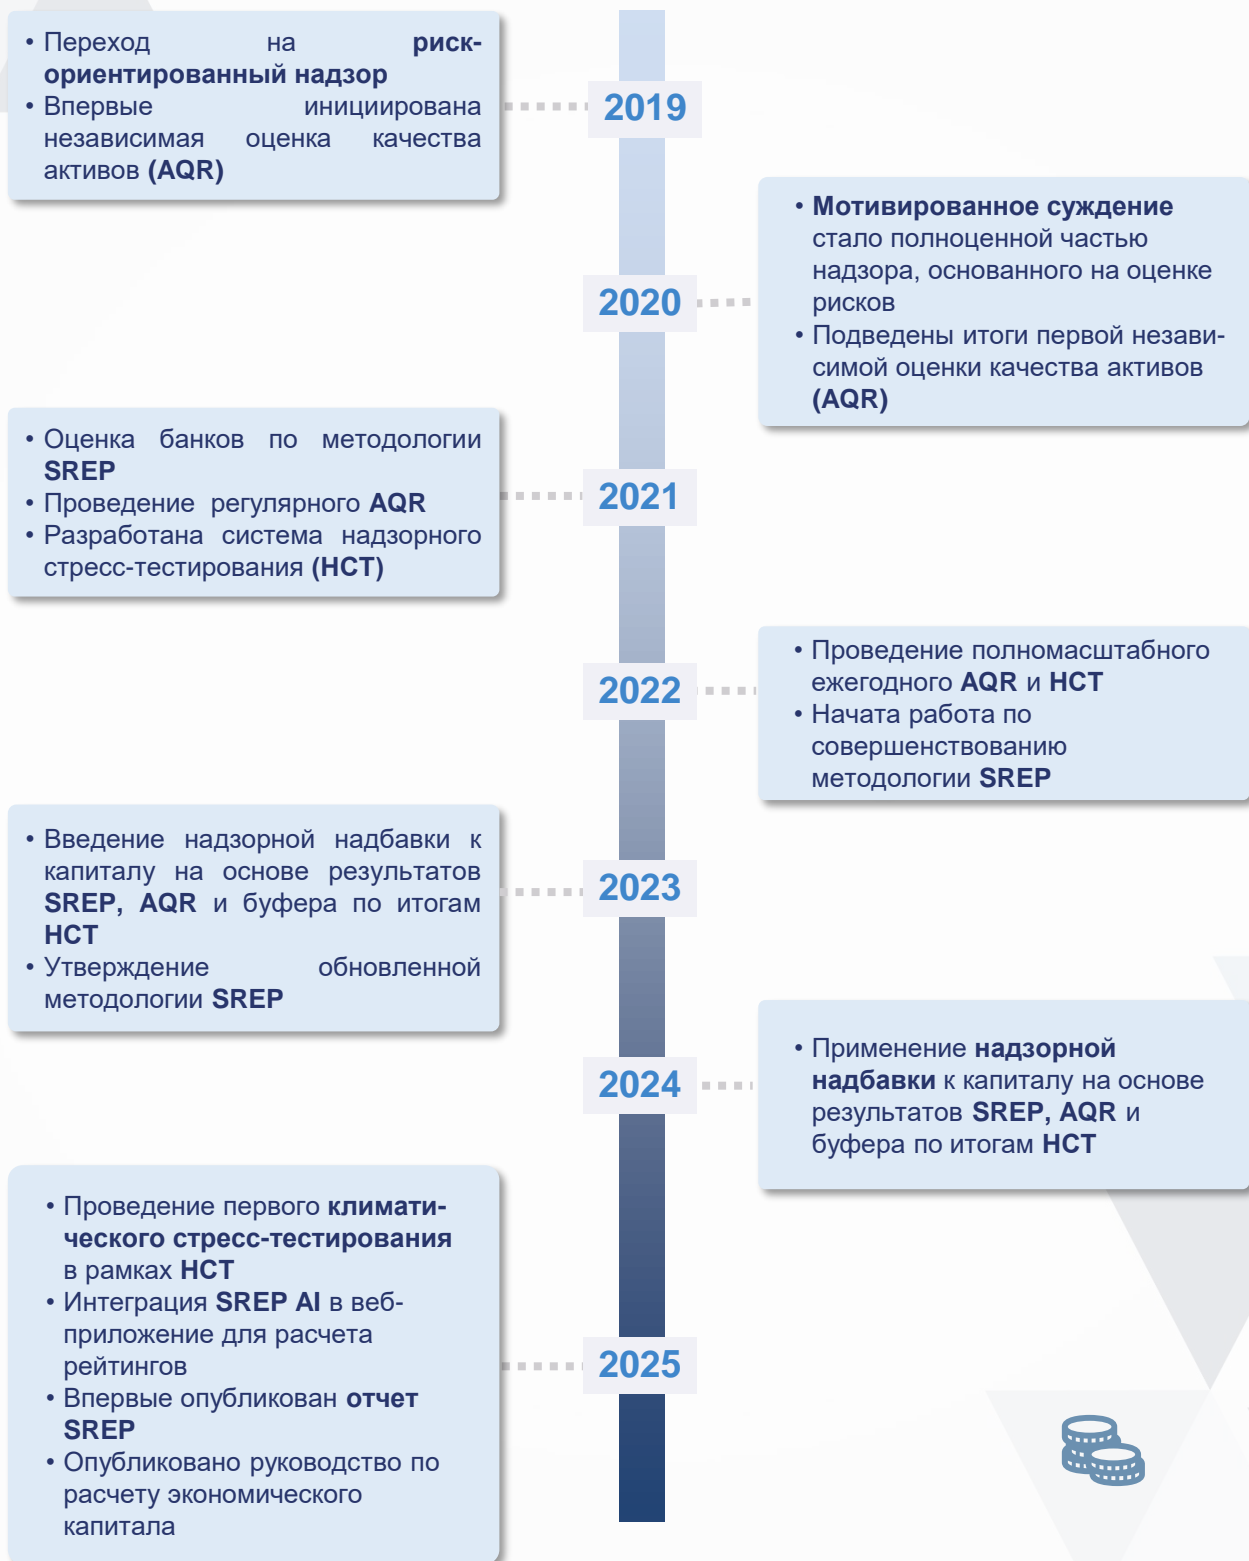 • Переход на риск-
ориентированный надзор
• Впервые инициирована
независимая оценка качества
активов (AQR)
2019
2020
• Мотивированное суждение
стало полноценной частью
надзора, основанного на оценке
рисков
• Подведены итоги первой незави-
симой оценки качества активов
(AQR)
• Оценка банков по методологии
SREP
• Проведение регулярного AQR
• Разработана система надзорного
стресс-тестирования (НСТ)
2021
2022
• Проведение полномасштабного
ежегодного AQR и НСТ
• Начата работа по
совершенствованию
методологии SREP
• Введение надзорной надбавки к
капиталу на основе результатов
SREP, AQR и буфера по итогам
НСТ
• Утверждение обновленной
методологии SREP
2023
2024
• Применение надзорной
надбавки к капиталу на основе
результатов SREP, AQR и
буфера по итогам НСТ
• Проведение первого климати-
ческого стресс-тестирования
в рамках НСТ
• Интеграция SREP AI в веб-
приложение для расчета
рейтингов
• Впервые опубликован отчет
SREP
• Опубликовано руководство по
расчету экономического
капитала
2025